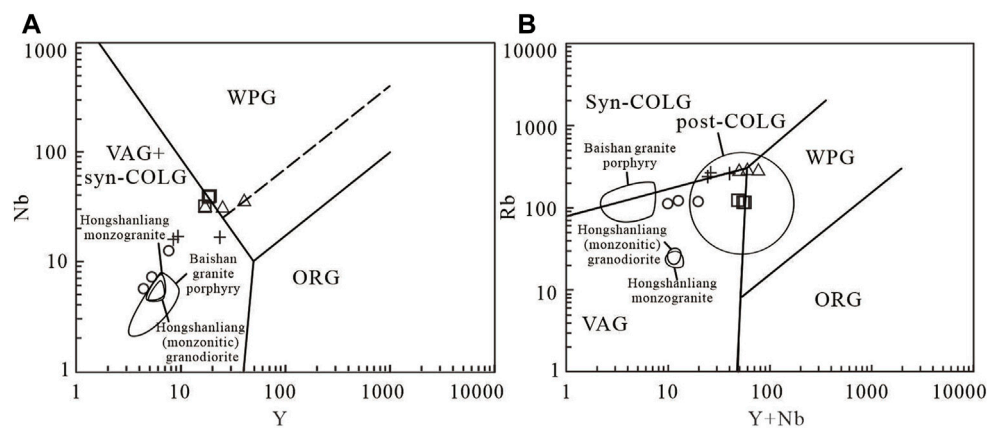 A
1000
100
10
1
Nb
WPG
VAG+
syn-COLG
Hongshanliang
monzogranite
Baishan
granite
porphyry
ORG
Hongshanliang
(monzonitic)
granodiorite
1
10
100
1000
10000
Y
B
10000
1000
100
10
1
Rb
Syn-COLG
post-COLG
Baishan granite
porphyry
WPG
Hongshanliang
(monzonitic)
granodiorite
Hongshanliang
monzogranite
ORG
VAG
1
10
100
1000
10000
Y+Nb